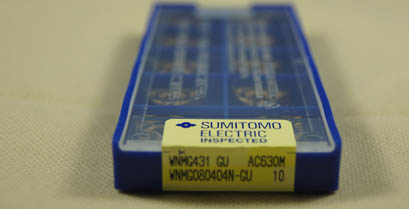 SUMITOMO
ELECTRIC
INSPECTED
WNMG431 GU AC630M
WNMG080404N-GU 10